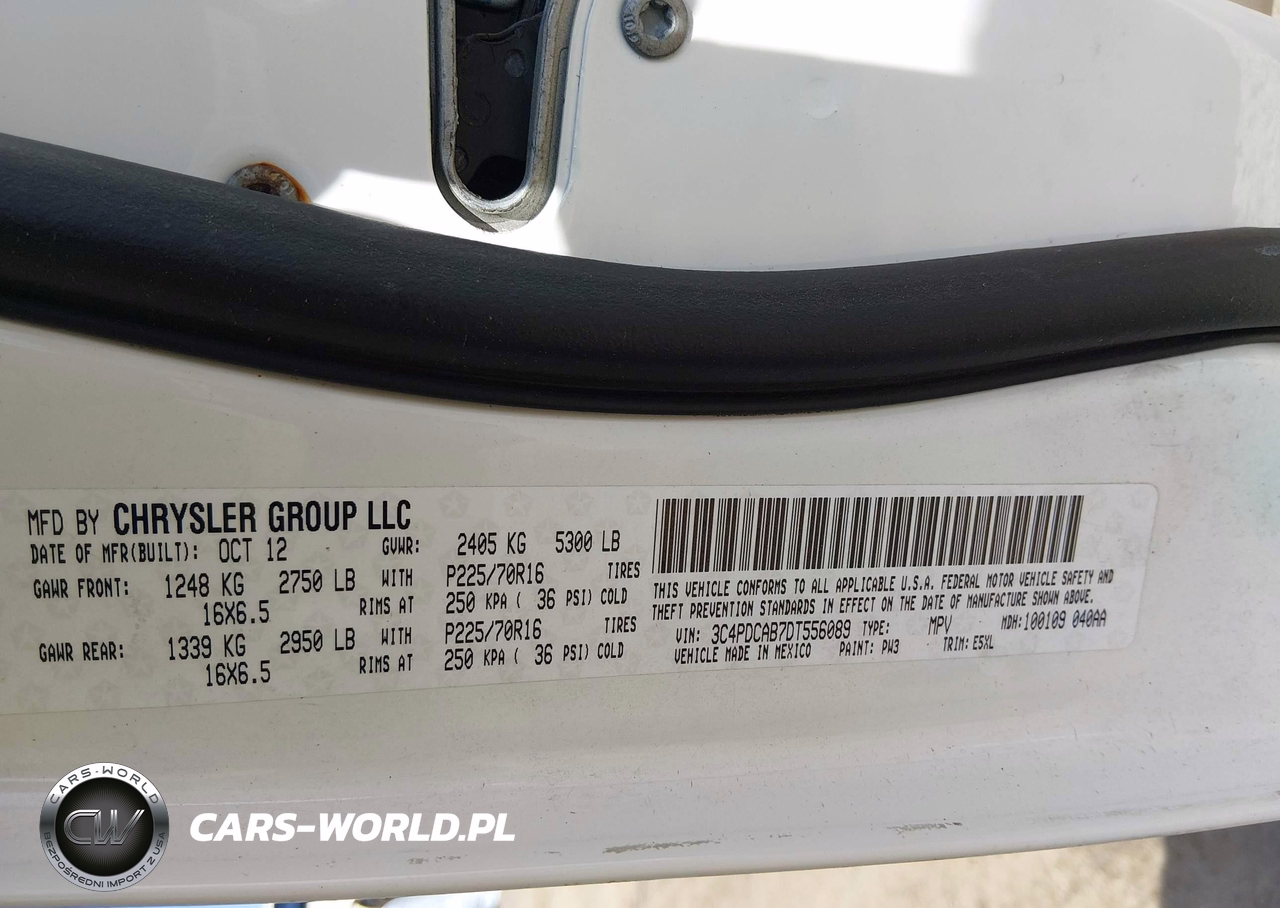 MFD BY CHRYSLER GROUP LLC
DATE OF MFR(BUILT): OCT 12 GVWR: 2405 KG 5300 LB
GAWR FRONT: 1248 KG 2750 LB WITH P225/70R16 TIRES
16X6.5 RIMS AT 250 KPA ( 36 PSI) COLD
GAWR REAR: 1339 KG 2950 LB WITH P225/70R16 TIRES
16X6.5 RIMS AT 250 KPA ( 36 PSI) COLD
THIS VEHICLE CONFORMS TO ALL APPLICABLE U.S.A. FEDERAL MOTOR VEHICLE SAFETY AND
THEFT PREVENTION STANDARDS IN EFFECT ON THE DATE OF MANUFACTURE SHOWN ABOVE.
VIN: 3C4PDCAB7DT556089 TYPE: MPV MDH: 100109 040AA
VEHICLE MADE IN MEXICO PAINT: PW3 TRIM: E5XL
CARS-WORLD
CW
BEZPOŚREDNI IMPORT Z USA
CARS-WORLD.PL